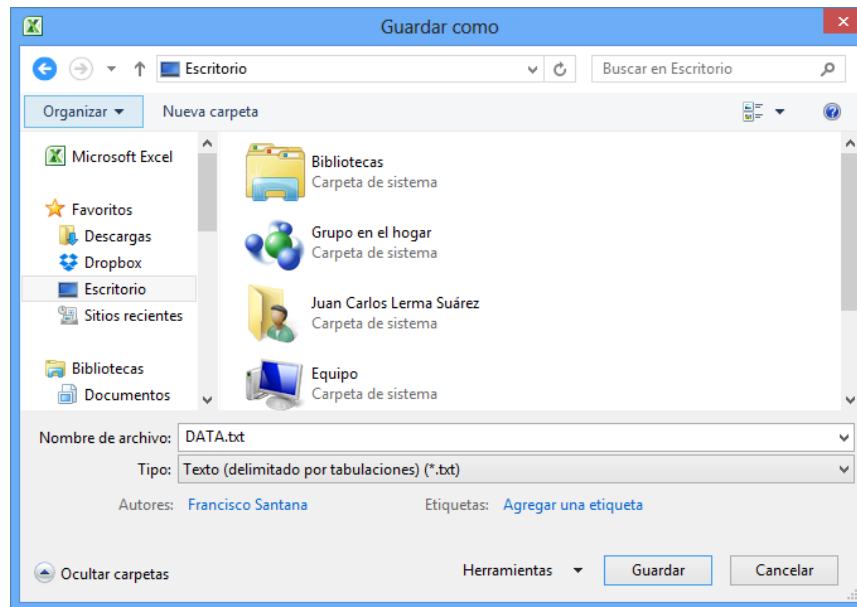 Guardar como
Escritorio
Buscar en Escritorio
Organizar
Nueva carpeta
Microsoft Excel
Favoritos
Descargas
Dropbox
Escritorio
Sitios recientes
Bibliotecas
Documentos
Bibliotecas
Carpeta de sistema
Grupo en el hogar
Carpeta de sistema
Juan Carlos Lerma Suárez
Carpeta de sistema
Equipo
Carpeta de sistema
Nombre de archivo: DATA.txt
Tipo: Texto (delimitado por tabulaciones) (*.txt)
Autores: Francisco Santana Etiquetas: Agregar una etiqueta
Ocultar carpetas Herramientas Guardar Cancelar